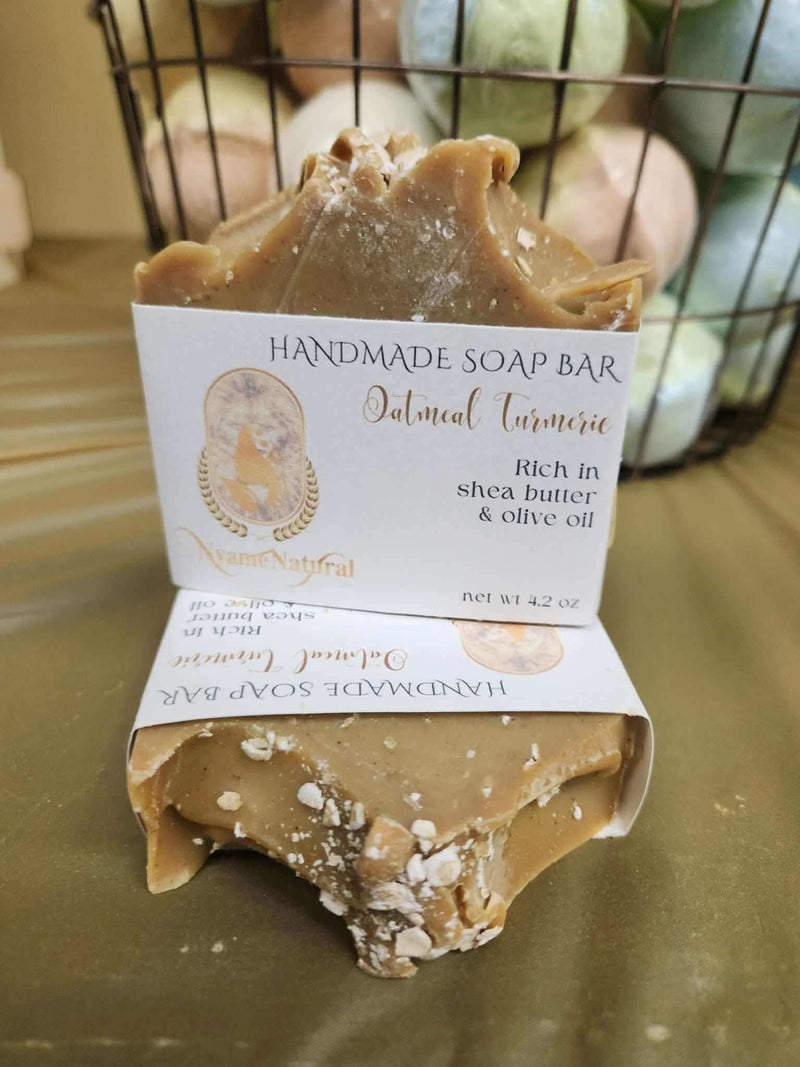 HANDMADE SOAP BAR
Oatmeal Turmeric
Rich in
shea butter
& olive oil
NyameNatural
net wt 4.2 oz
& olive oil
shea butter
Rich in
Oatmeal Turmeric
HANDMADE SOAP BAR